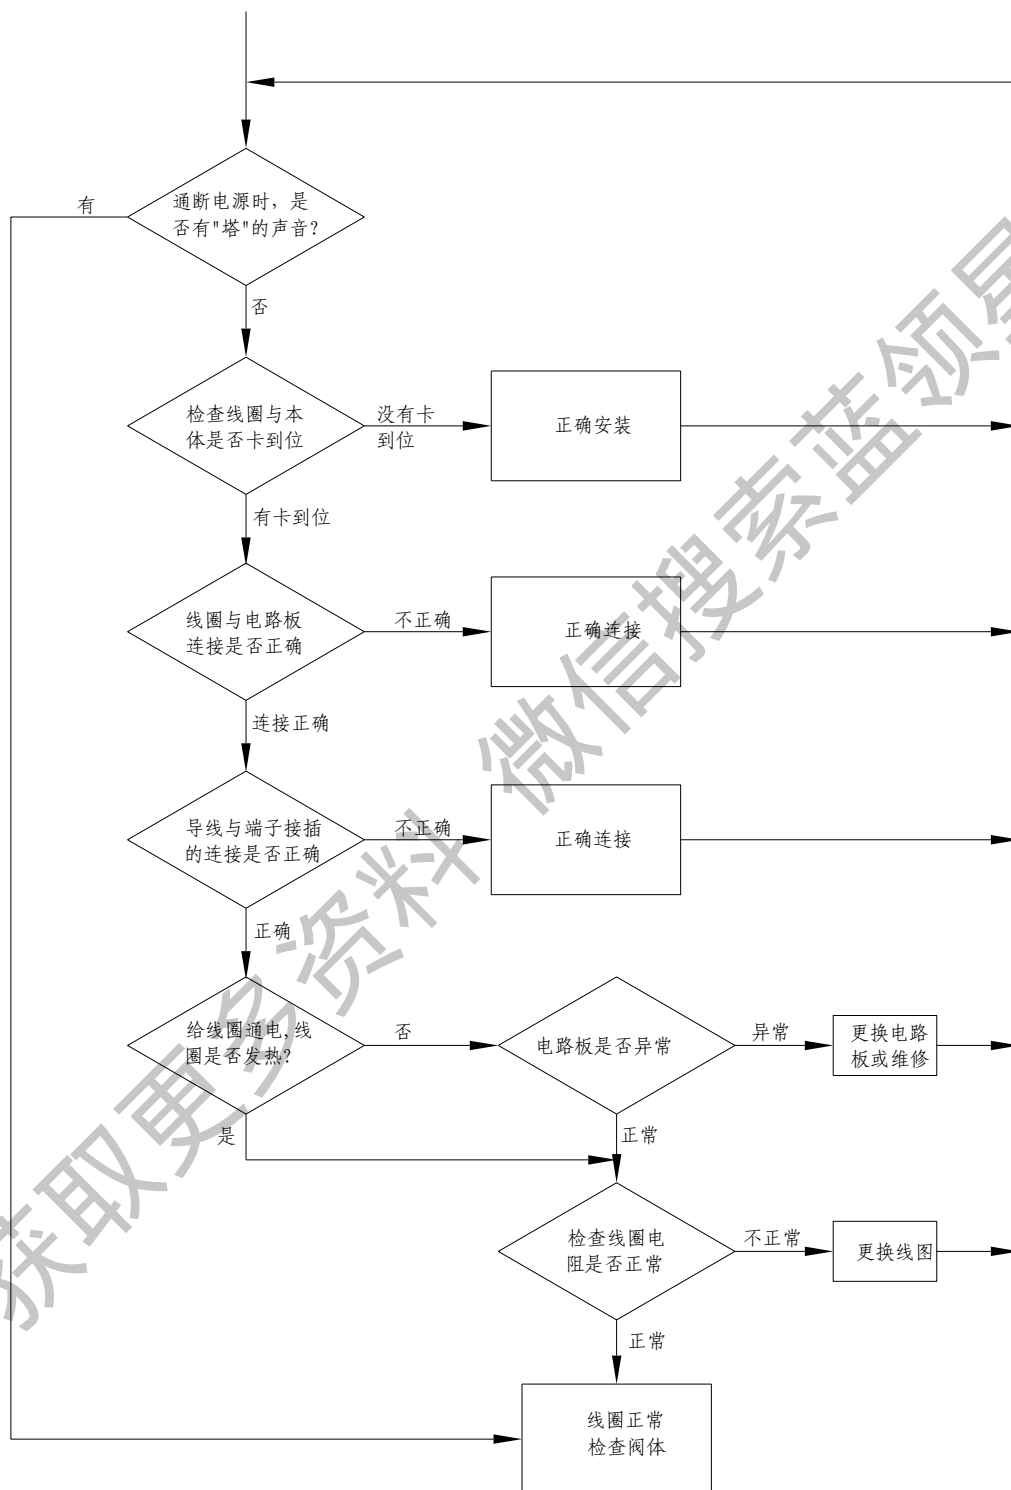 有
通断电源时，是
否有"塔"的声音?
否
检查线圈与本
体是否卡到位
没有卡
到位
正确安装
有卡到位
线圈与电路板
连接是否正确
不正确
正确连接
连接正确
导线与端子接插
的连接是否正确
不正确
正确连接
正确
给线圈通电,线
圈是否发热?
否
电路板是否异常
异常
更换电路
板或维修
是
正常
检查线圈电
阻是否正常
不正常
更换线图
正常
线圈正常
检查阀体
获取更多资料 微信搜索蓝领